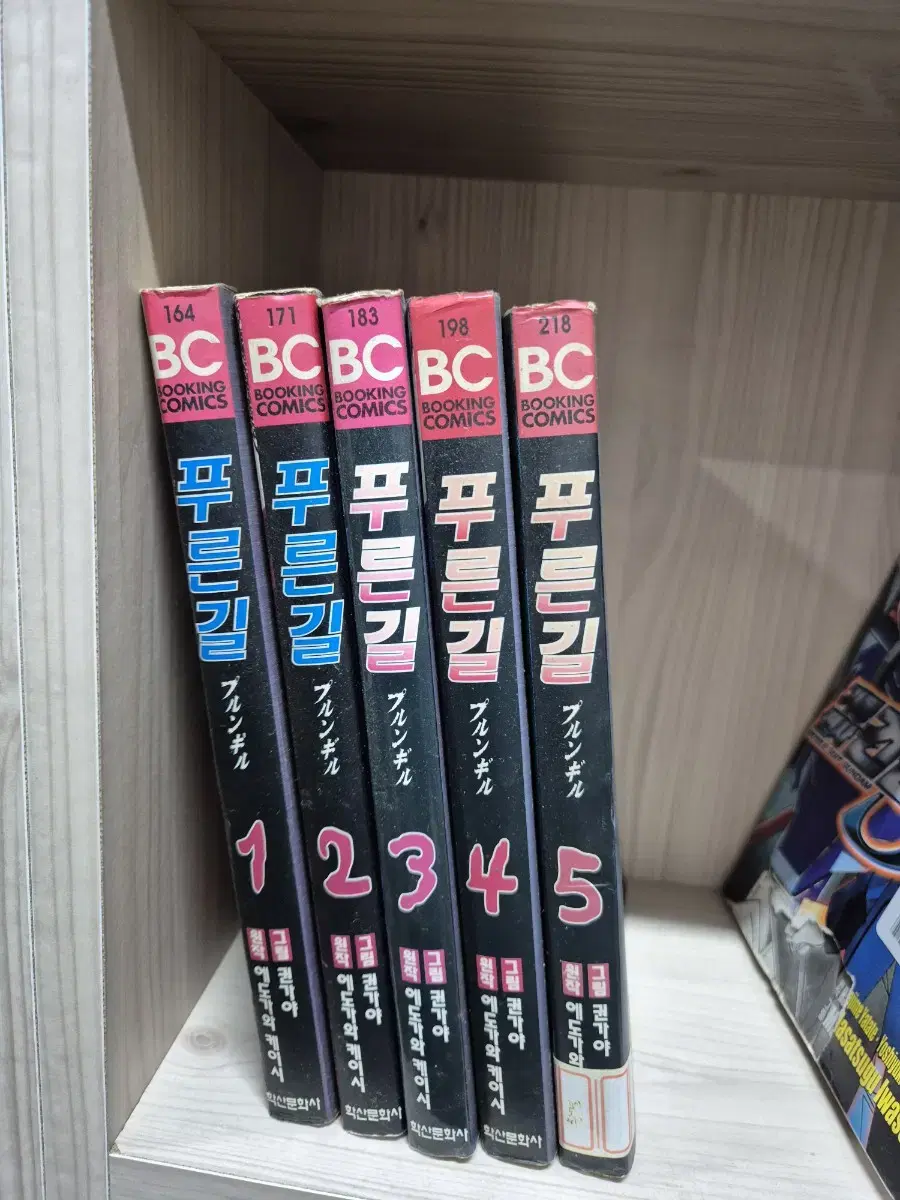 164
BC
BOOKING
COMICS
푸른길
プルンギル
1
그림 권가야
원작 에도가와 케이시
학산문화사
171
BC
BOOKING
COMICS
푸른길
プルンギル
2
그림 권가야
원작 에도가와 케이시
학산문화사
183
BC
BOOKING
COMICS
푸른길
プルンギル
3
그림 권가야
원작 에도가와 케이시
학산문화사
198
BC
BOOKING
COMICS
푸른길
プルンギル
4
그림 권가야
원작 에도가와 케이시
학산문화사
218
BC
BOOKING
COMICS
푸른길
プルンギル
5
그림 권가야
원작 에도가와
GUNDAM